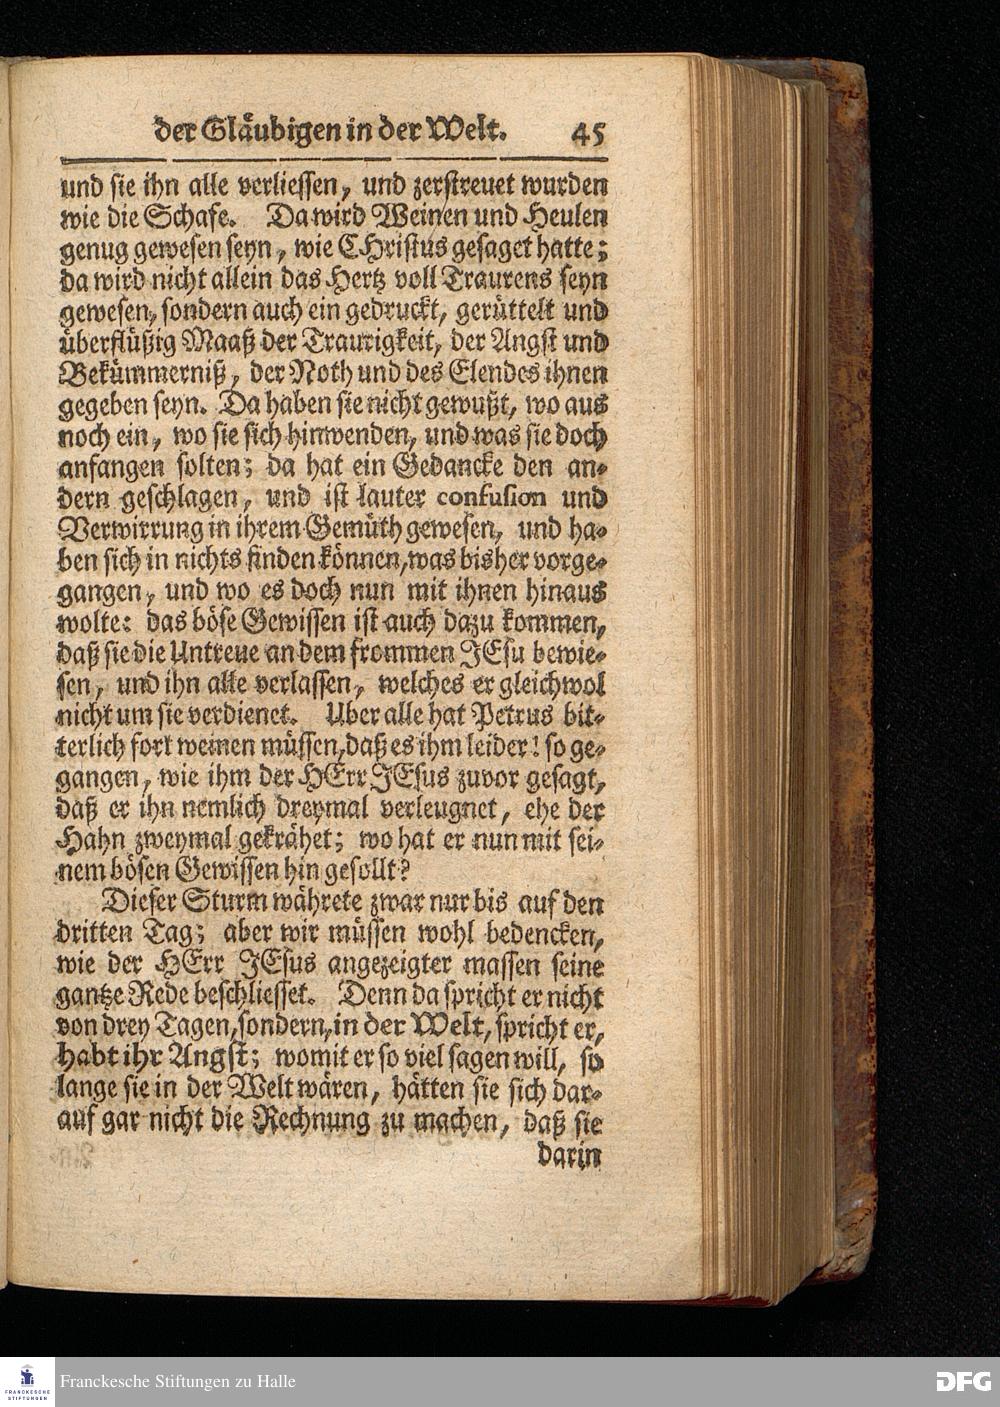 der Gläubigen in der Welt. 45
und sie ihn alle verliessen, und zerstreuet wurden
wie die Schafe. Da wird Weinen und Heulen
genug gewesen seyn, wie CHristus gesaget hatte;
da wird nicht allein das Hertz voll Traurens seyn
gewesen, sondern auch ein gedruckt, gerüttelt und
überflüßig Maaß der Traurigkeit, der Angst und
Bekümmerniß, der Noth und des Elendes ihnen
gegeben seyn. Da haben sie nicht gewußt, wo aus
noch ein, wo sie sich hinwenden, und was sie doch
anfangen solten; da hat ein Gedancke den an-
dern geschlagen, und ist lauter confusion und
Verwirrung in ihrem Gemüth gewesen, und ha-
ben sich in nichts finden können, was bisher vorge-
gangen, und wo es doch nun mit ihnen hinaus
wolte: das böse Gewissen ist auch dazu kommen,
daß sie die Untreue an dem frommen JEsu bewie-
sen, und ihn alle verlassen, welches er gleichwol
nicht um sie verdienet. Uber alle hat Petrus bit-
terlich fort weinen müssen, daß es ihm leider! so ge-
gangen, wie ihm der HErr JEsus zuvor gesagt,
daß er ihn nemlich dreymal verleugnet, ehe der
Hahn zweymal gekrähet; wo hat er nun mit sei-
nem bösen Gewissen hin gesollt?
Dieser Sturm währete zwar nur bis auf den
dritten Tag; aber wir müssen wohl bedencken,
wie der HErr JEsus angezeigter massen seine
gantze Rede beschliesset. Denn da spricht er nicht
von drey Tagen, sondern, in der Welt, spricht er,
habt ihr Angst; womit er so viel sagen will, so
lange sie in der Welt wären, hätten sie sich dar-
auf gar nicht die Rechnung zu machen, daß sie
darin
FRANCKESCHE
STIFTUNGEN
Franckesche Stiftungen zu Halle
DFG